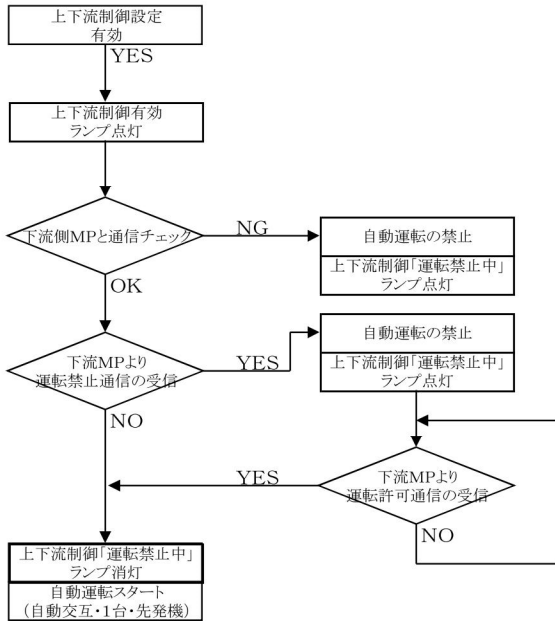 上下流制御設定
有効
YES
上下流制御有効
ランプ点灯
下流側MPと通信チェック
NG
自動運転の禁止
上下流制御「運転禁止中」
ランプ点灯
OK
下流MPより
運転禁止通信の受信
YES
自動運転の禁止
上下流制御「運転禁止中」
ランプ点灯
NO
下流MPより
運転許可通信の受信
YES
NO
上下流制御「運転禁止中」
ランプ消灯
自動運転スタート
(自動交互・1台・先発機)